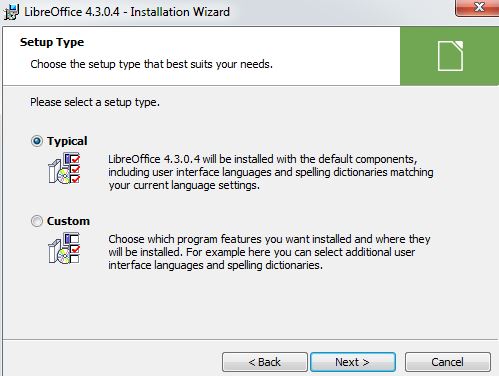 LibreOffice 4.3.0.4 - Installation Wizard
Setup Type
Choose the setup type that best suits your needs.
Please select a setup type.
Typical
LibreOffice 4.3.0.4 will be installed with the default components,
including user interface languages and spelling dictionaries matching
your current language settings.
Custom
Choose which program features you want installed and where they
will be installed. For example here you can select additional user
interface languages and spelling dictionaries.
< Back
Next >
Cancel